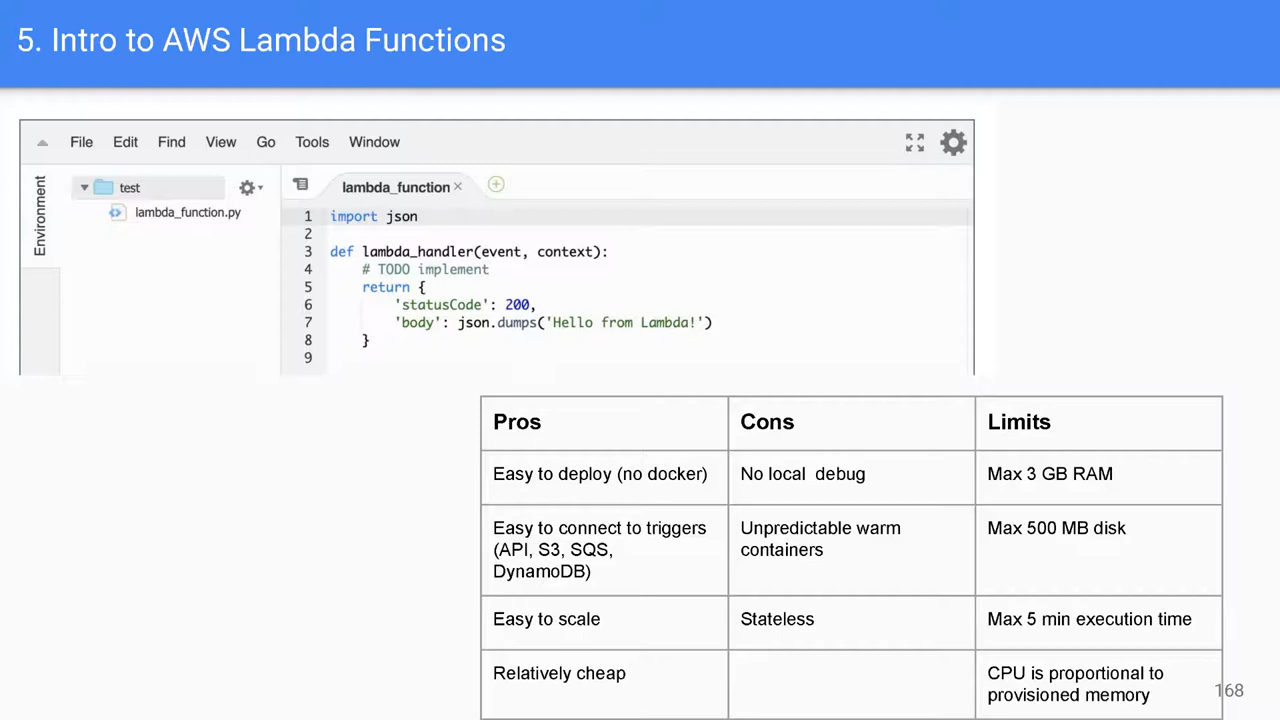 5. Intro to AWS Lambda Functions
File Edit Find View Go Tools Window
Environment
test
lambda_function.py
lambda_function ×
1 import json
2
3 def lambda_handler(event, context):
4 # TODO implement
5 return {
6 'statusCode': 200,
7 'body': json.dumps('Hello from Lambda!')
8 }
9
Pros Cons Limits
Easy to deploy (no docker) No local debug Max 3 GB RAM
Easy to connect to triggers Unpredictable warm Max 500 MB disk
(API, S3, SQS, containers
DynamoDB)
Easy to scale Stateless Max 5 min execution time
Relatively cheap CPU is proportional to
provisioned memory
168